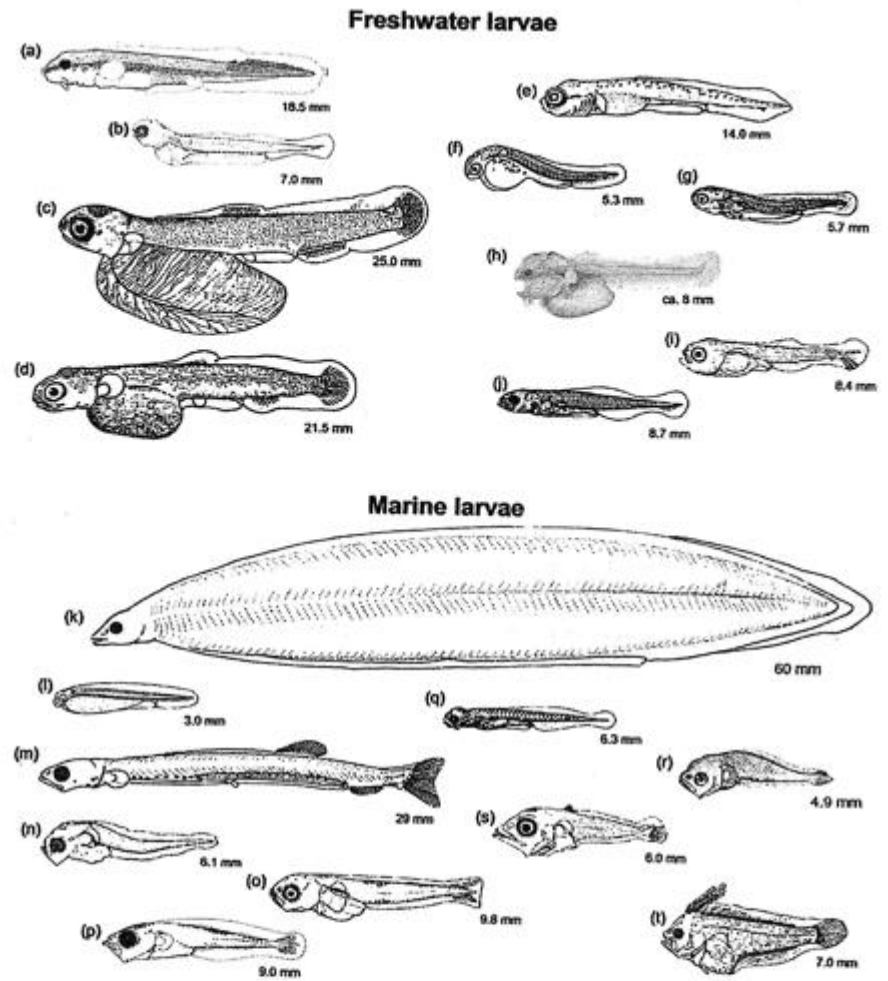 Freshwater larvae
(a)
18.5 mm
(b)
7.0 mm
(c)
25.0 mm
(d)
21.5 mm
(e)
14.0 mm
(f)
5.3 mm
(g)
5.7 mm
(h)
ca. 8 mm
(i)
8.4 mm
(j)
8.7 mm
Marine larvae
(k)
60 mm
(l)
3.0 mm
(m)
29 mm
(n)
6.1 mm
(o)
9.8 mm
(p)
9.0 mm
(q)
6.3 mm
(r)
4.9 mm
(s)
6.0 mm
(t)
7.0 mm